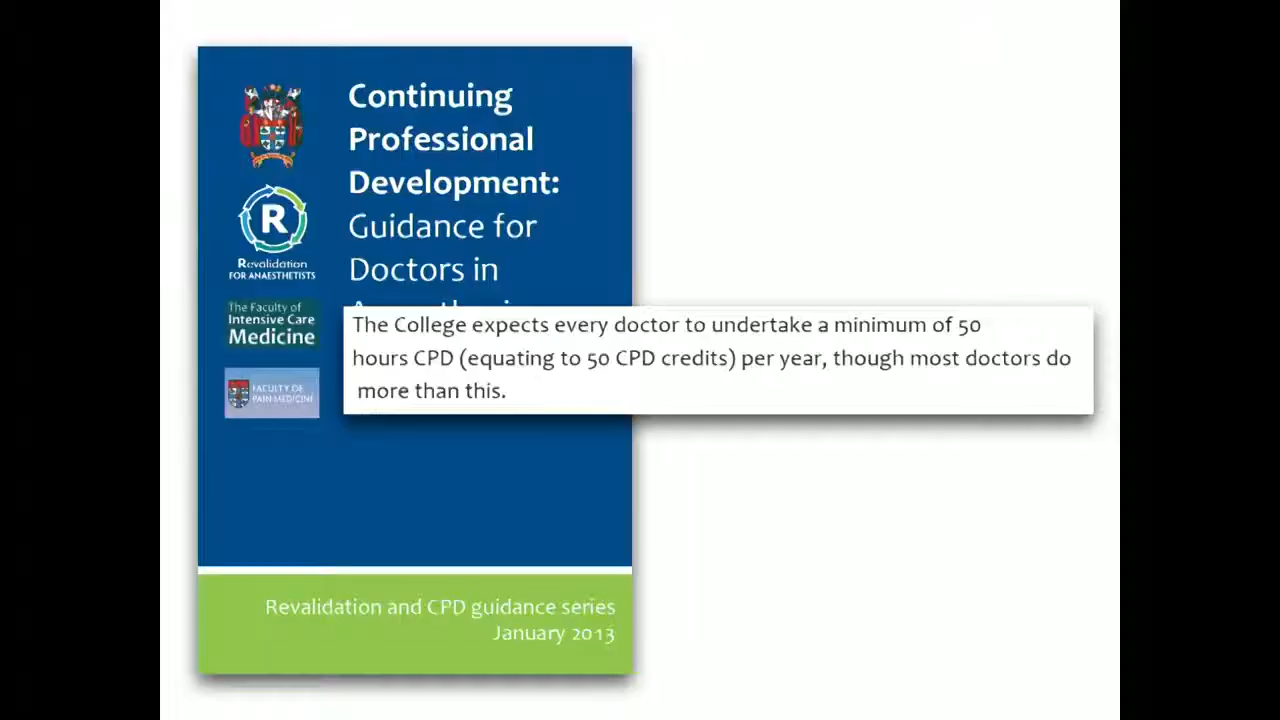 Continuing
Professional
Development:
Guidance for
Doctors in
R
Revalidation
FOR ANAESTHETISTS
The Faculty of
Intensive Care
Medicine
FACULTY OF
PAIN MEDICINE
The College expects every doctor to undertake a minimum of 50
hours CPD (equating to 50 CPD credits) per year, though most doctors do
more than this.
Revalidation and CPD guidance series
January 2013